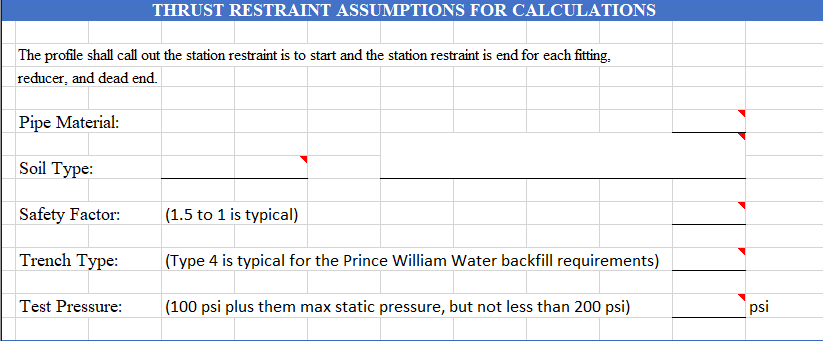 THRUST RESTRAINT ASSUMPTIONS FOR CALCULATIONS
The profile shall call out the station restraint is to start and the station restraint is end for each fitting,
reducer, and dead end.
Pipe Material:
Soil Type:
Safety Factor: (1.5 to 1 is typical)
Trench Type: (Type 4 is typical for the Prince William Water backfill requirements)
Test Pressure: (100 psi plus them max static pressure, but not less than 200 psi) psi